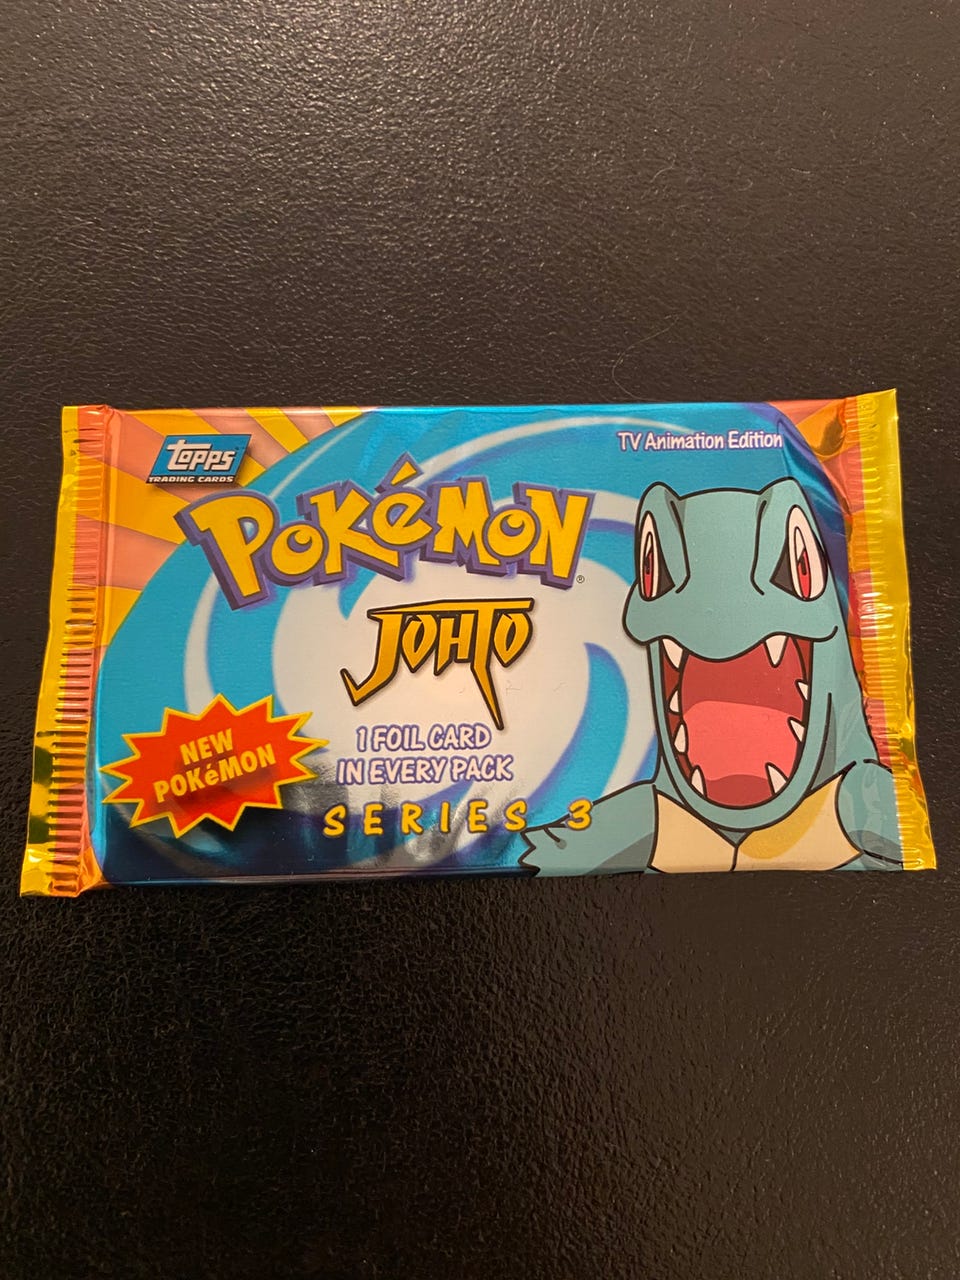 topps
TRADING CARDS
TV Animation Edition
POKéMON®
JOHTO
1 FOIL CARD
IN EVERY PACK
NEW
POKéMON
SERIES 3